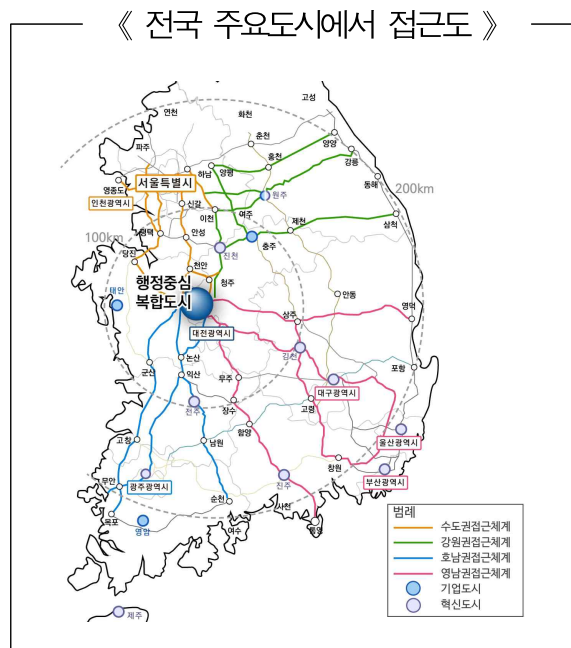 《 전국 주요도시에서 접근도 》
고성
연천
화천
춘천
양양
파주
홍천
강릉
하남
양평
서울특별시
동해
영종도
원주
200km
인천광역시
신갈
이천
여주
삼척
제천
100km
평택
안성
충주
진천
당진
천안
행정중심
복합도시
청주
태안
안동
상주
영덕
대전광역시
논산
김천
군산
익산
무주
포항
대구광역시
전주
장수
고령
고창
남원
함양
울산광역시
창원
무안
광주광역시
진주
부산광역시
순천
사천
목포
영암
여수
통영
제주
범례
수도권접근체계
강원권접근체계
호남권접근체계
영남권접근체계
기업도시
혁신도시